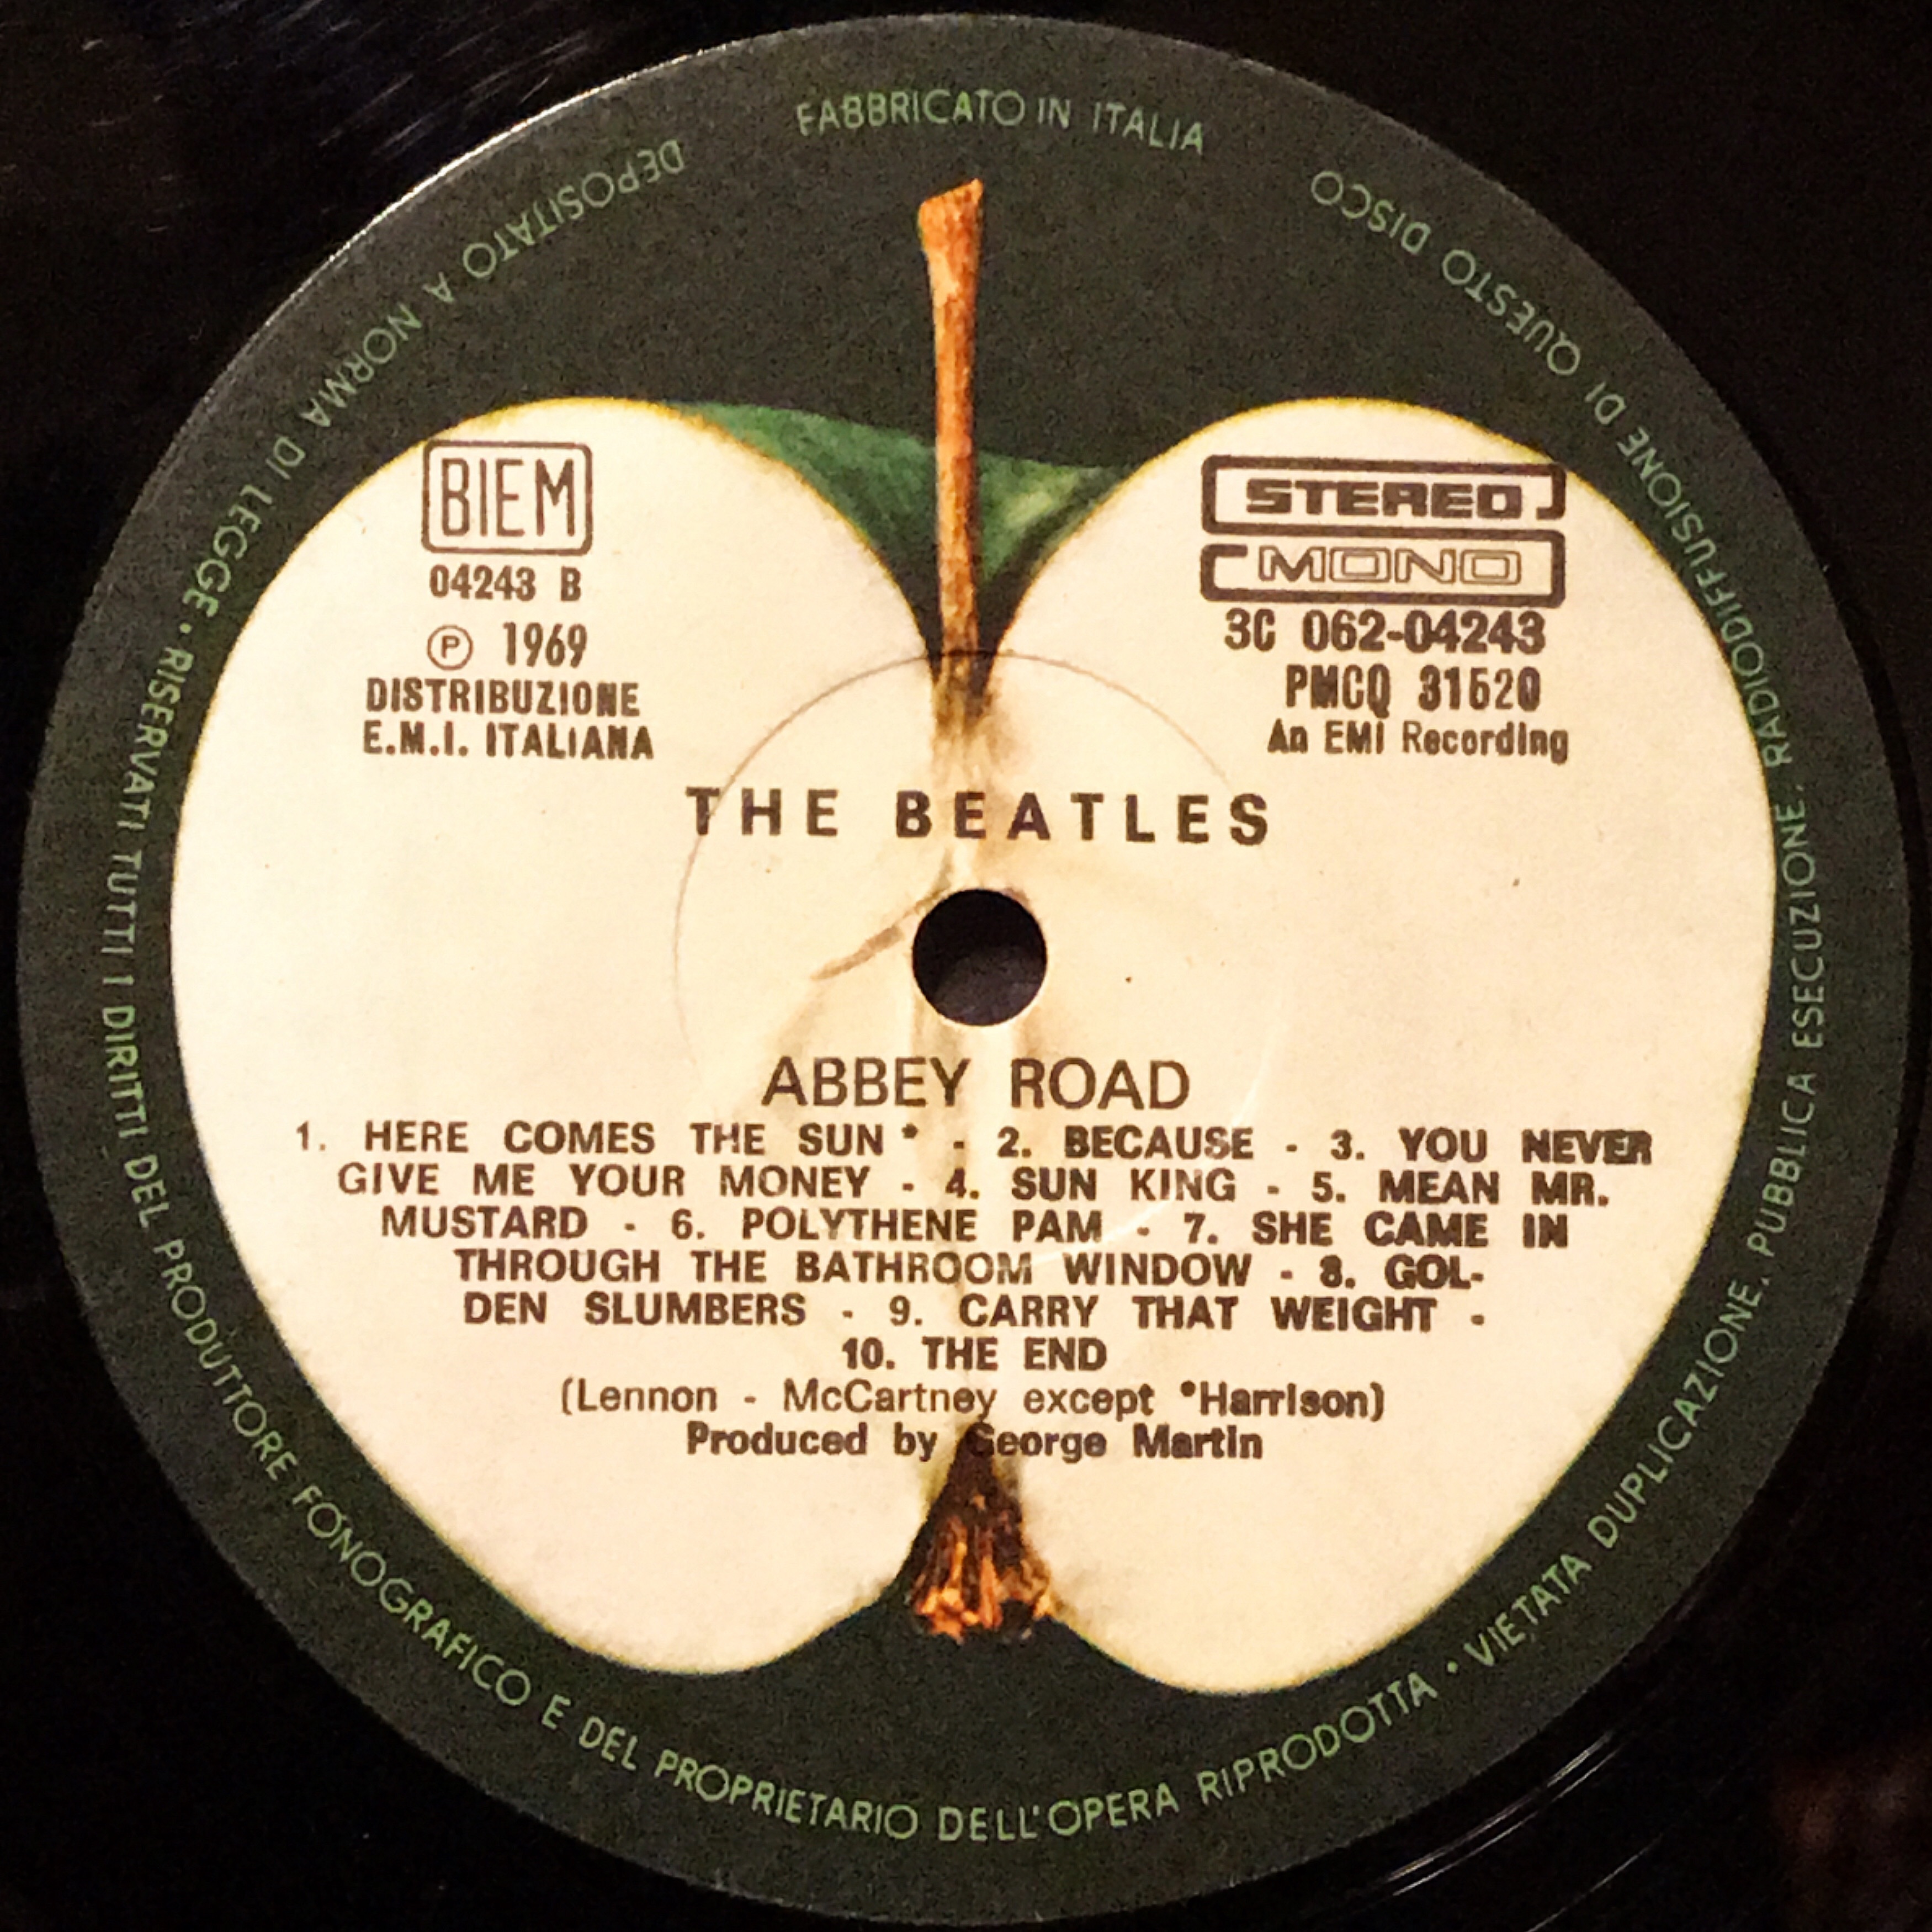 FABBRICATO IN ITALIA
DEPOSITATO A NORMA DI LEGGE • RISERVATI TUTTI I DIRITTI DEL PRODUTTORE FONOGRAFICO E DEL PROPRIETARIO DELL'OPERA RIPRODOTTA • VIETATA DUPLICAZIONE, PUBBLICA ESECUZIONE, RADIODIFFUSIONE DI QUESTO DISCO
BIEM
04243 B
Ⓟ 1969
DISTRIBUZIONE
E.M.I. ITALIANA
STEREO
MONO
3C 062-04243
PMCQ 31520
An EMI Recording
THE BEATLES
ABBEY ROAD
1. HERE COMES THE SUN * - 2. BECAUSE - 3. YOU NEVER
GIVE ME YOUR MONEY - 4. SUN KING - 5. MEAN MR.
MUSTARD - 6. POLYTHENE PAM - 7. SHE CAME IN
THROUGH THE BATHROOM WINDOW - 8. GOL-
DEN SLUMBERS - 9. CARRY THAT WEIGHT -
10. THE END
(Lennon - McCartney except *Harrison)
Produced by George Martin